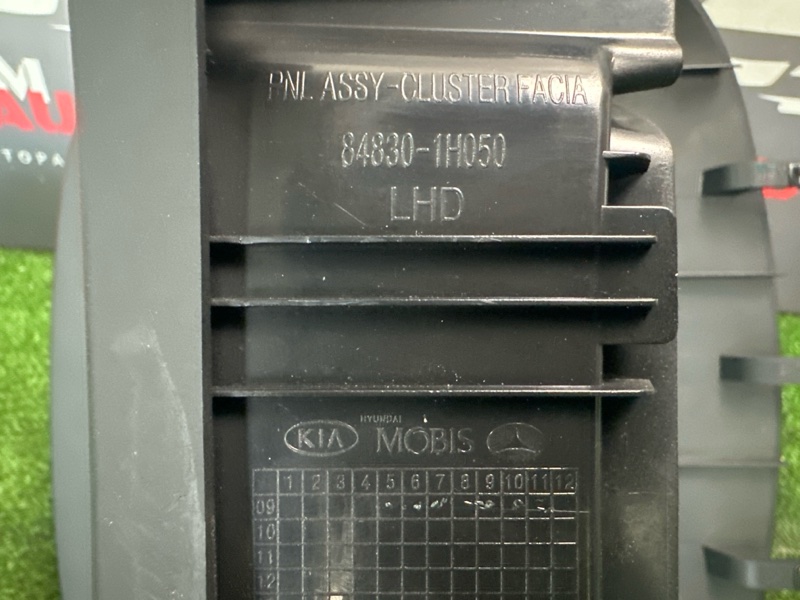 PNL ASSY-CLUSTER FACIA
84830-1H050
LHD
HYUNDAI
KIA MOBIS
1 2 3 4 5 6 7 8 9 10 11 12
09
10
11
12